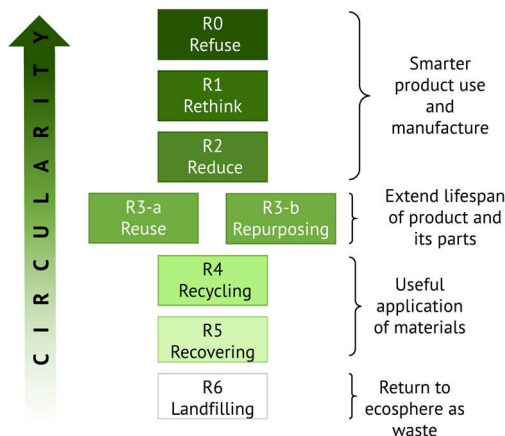 CIRCULARITY
R0
Refuse
R1
Rethink
R2
Reduce
Smarter
product use
and
manufacture
R3-a
Reuse
R3-b
Repurposing
Extend lifespan
of product and
its parts
R4
Recycling
R5
Recovering
Useful
application
of materials
R6
Landfilling
Return to
ecosphere as
waste